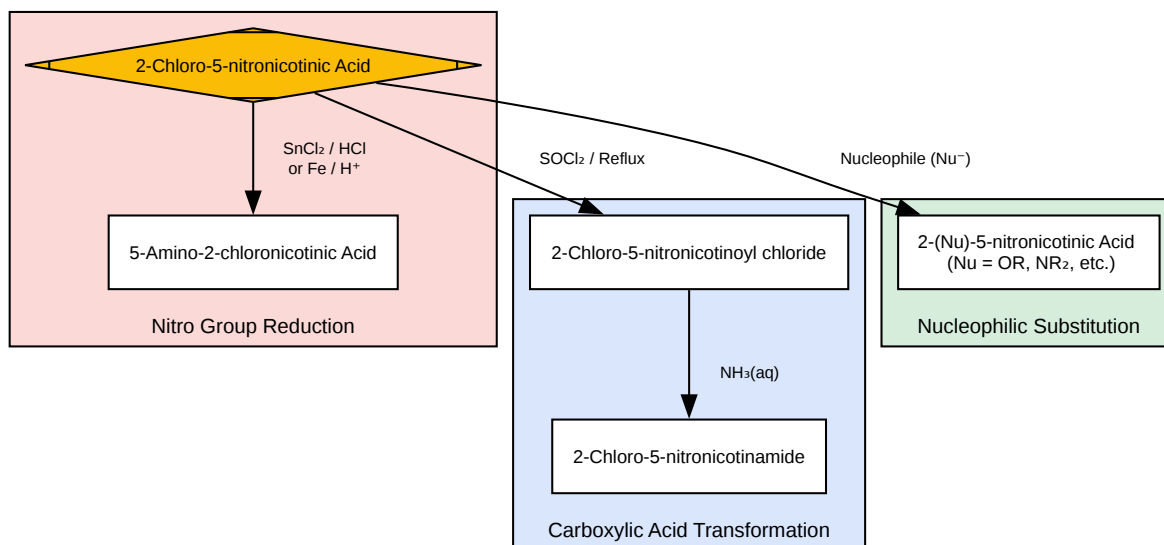 2-Chloro-5-nitronicotinic Acid
SnCl₂ / HCl
or Fe / H⁺
SOCl₂ / Reflux
Nucleophile (Nu⁻)
5-Amino-2-chloronicotinic Acid
2-Chloro-5-nitronicotinoyl chloride
2-(Nu)-5-nitronicotinic Acid
(Nu = OR, NR₂, etc.)
Nitro Group Reduction
Nucleophilic Substitution
NH₃(aq)
2-Chloro-5-nitronicotinamide
Carboxylic Acid Transformation